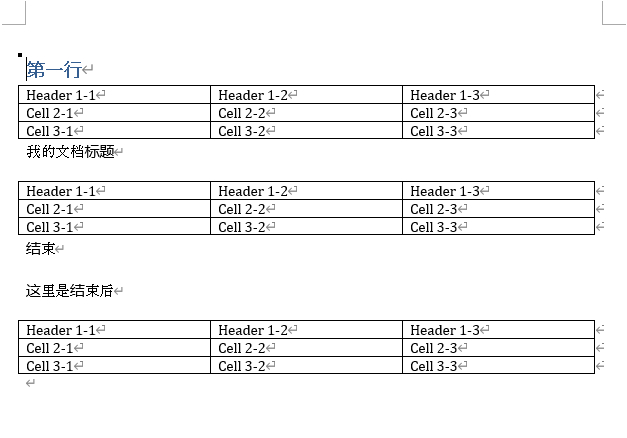 第一行
Header 1-1 Header 1-2 Header 1-3
Cell 2-1 Cell 2-2 Cell 2-3
Cell 3-1 Cell 3-2 Cell 3-3
我的文档标题
Header 1-1 Header 1-2 Header 1-3
Cell 2-1 Cell 2-2 Cell 2-3
Cell 3-1 Cell 3-2 Cell 3-3
结束
这里是结束后
Header 1-1 Header 1-2 Header 1-3
Cell 2-1 Cell 2-2 Cell 2-3
Cell 3-1 Cell 3-2 Cell 3-3